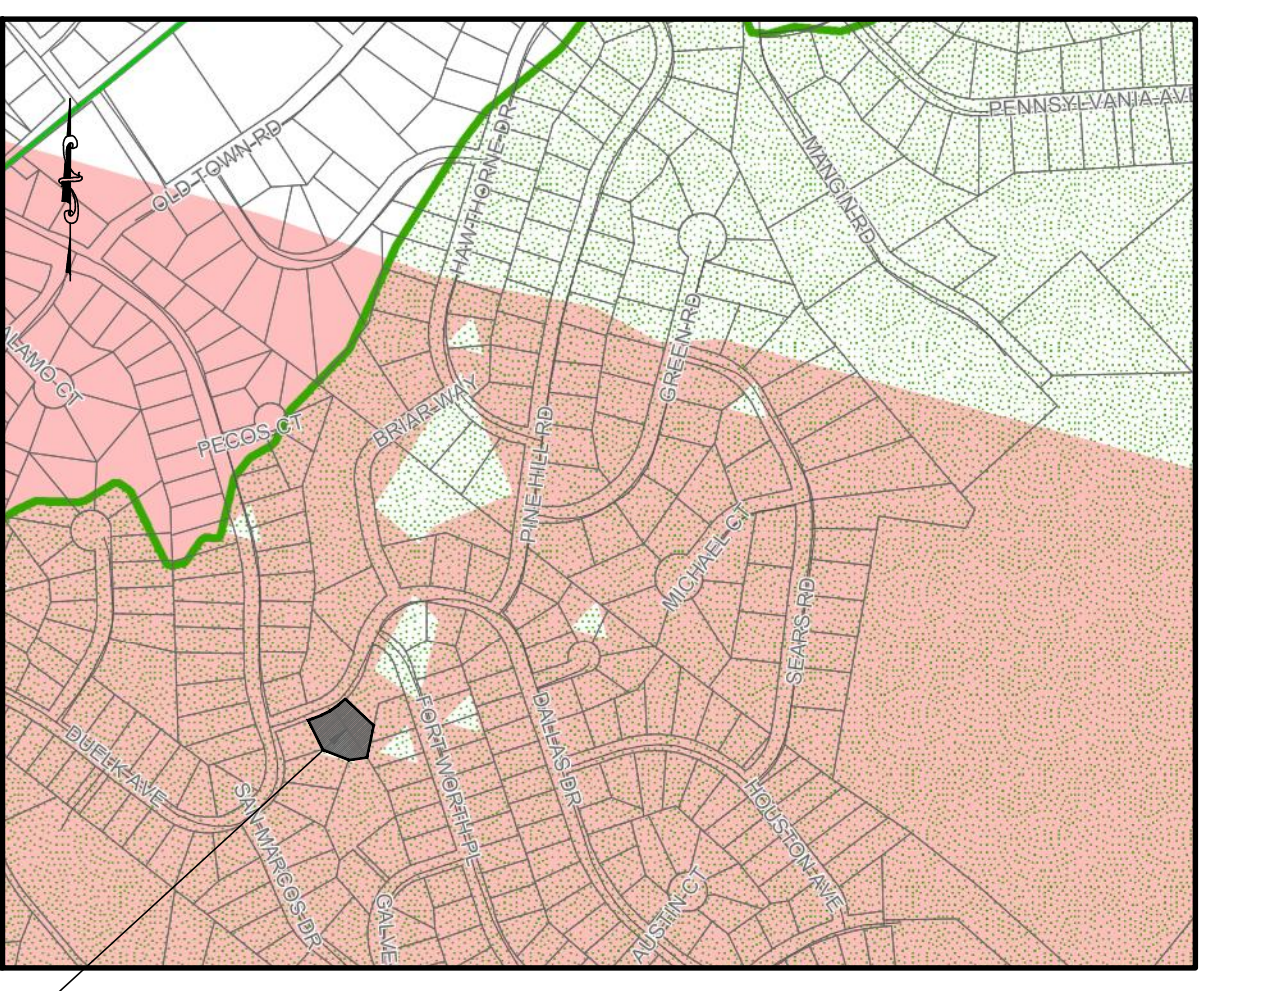 PENNSYLVANIA AVE
OLD TOWN RD
HAWTHORNE DR
MANGIN RD
GREEN RD
ALAMO CT
PECOS CT
BRIAR WAY
PINE HILL RD
MICHAEL CT
SEARS RD
DUELK AVE
FORT WORTH PL
DALLAS DR
SAN MARCOS DR
HOUSTON AVE
GALVE
AUSTIN CT